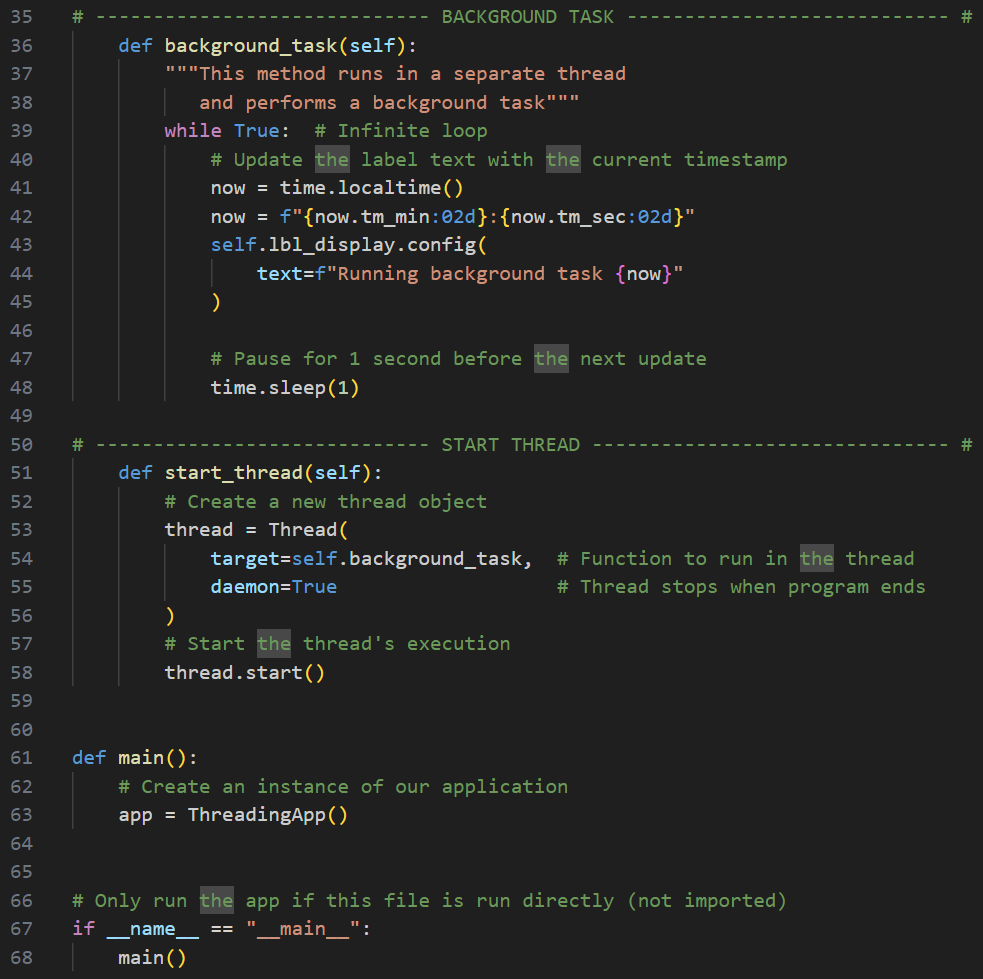 35 # ----------------------------- BACKGROUND TASK ---------------------------- #
36     def background_task(self):
37         """This method runs in a separate thread
38            and performs a background task"""
39         while True:  # Infinite loop
40             # Update the label text with the current timestamp
41             now = time.localtime()
42             now = f"{now.tm_min:02d}:{now.tm_sec:02d}"
43             self.lbl_display.config(
44                 text=f"Running background task {now}"
45             )
46
47             # Pause for 1 second before the next update
48             time.sleep(1)
49
50 # ----------------------------- START THREAD ------------------------------- #
51     def start_thread(self):
52         # Create a new thread object
53         thread = Thread(
54             target=self.background_task,  # Function to run in the thread
55             daemon=True                   # Thread stops when program ends
56         )
57         # Start the thread's execution
58         thread.start()
59
60
61 def main():
62     # Create an instance of our application
63     app = ThreadingApp()
64
65
66 # Only run the app if this file is run directly (not imported)
67 if __name__ == "__main__":
68     main()